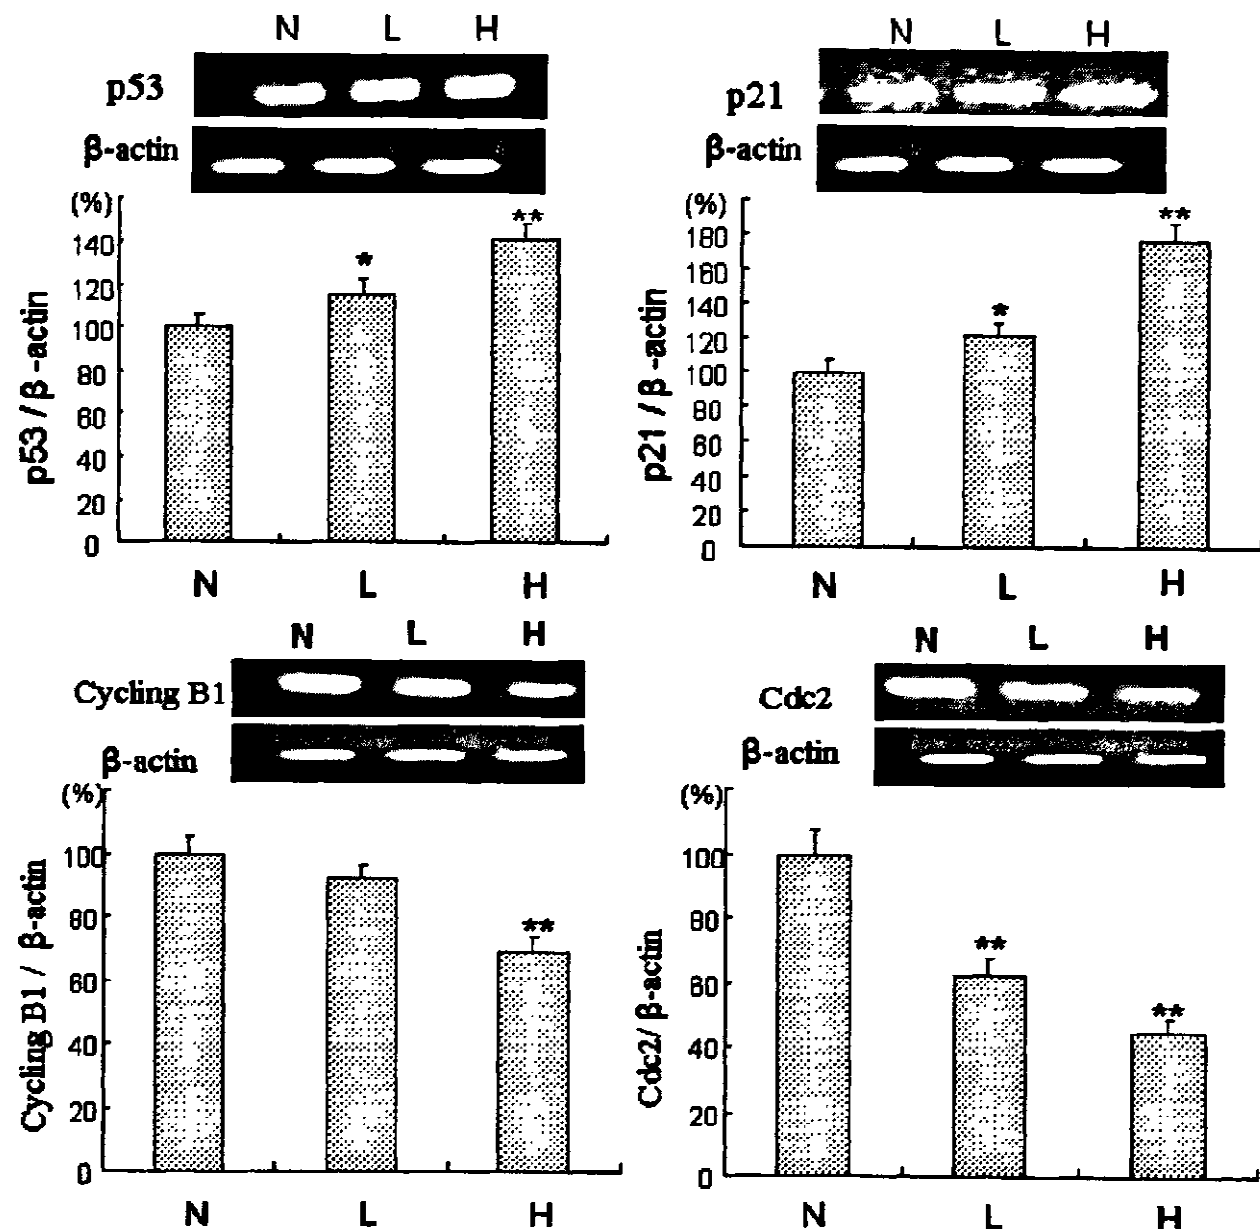 N L H
p53
β-actin
(%)
**
140
*
120
100
80
60
40
20
0
p53 / β-actin
N L H
N L H
p21
β-actin
(%)
**
180
160
140
*
120
100
80
60
40
20
0
p21 / β-actin
N L H
N L H
Cycling B1
β-actin
(%)
100
**
80
60
40
20
0
Cycling B1 / β-actin
N L H
N L H
Cdc2
β-actin
(%)
100
80
**
60
**
40
20
0
Cdc2/ β-actin
N L H